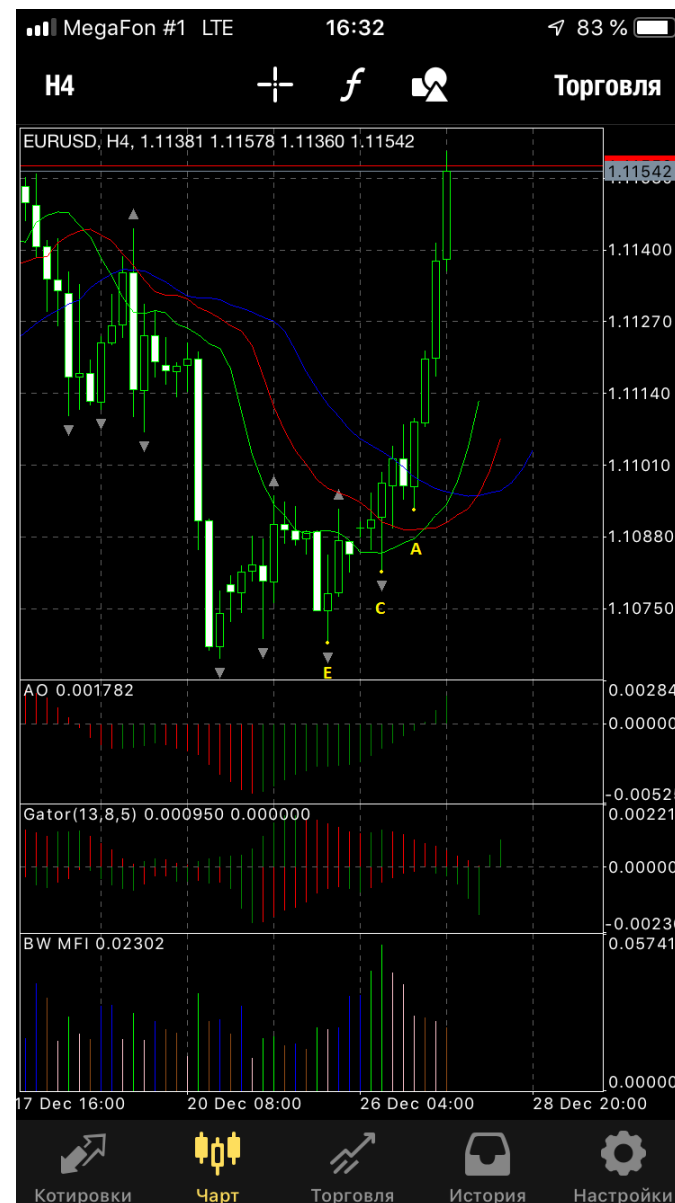 MegaFon #1 LTE 16:32 83 %
H4 f Торговля
EURUSD, H4, 1.11381 1.11578 1.11360 1.11542
1.11542
1.11400
1.11270
1.11140
1.11010
1.10880
A
1.10750
C
E
AO 0.001782 0.00284
0.00000
-0.00525
Gator(13,8,5) 0.000950 0.000000 0.00221
0.00000
-0.00230
BW MFI 0.02302 0.05741
0.00000
17 Dec 16:00 20 Dec 08:00 26 Dec 04:00 28 Dec 20:00
Котировки Чарт Торговля История Настройки